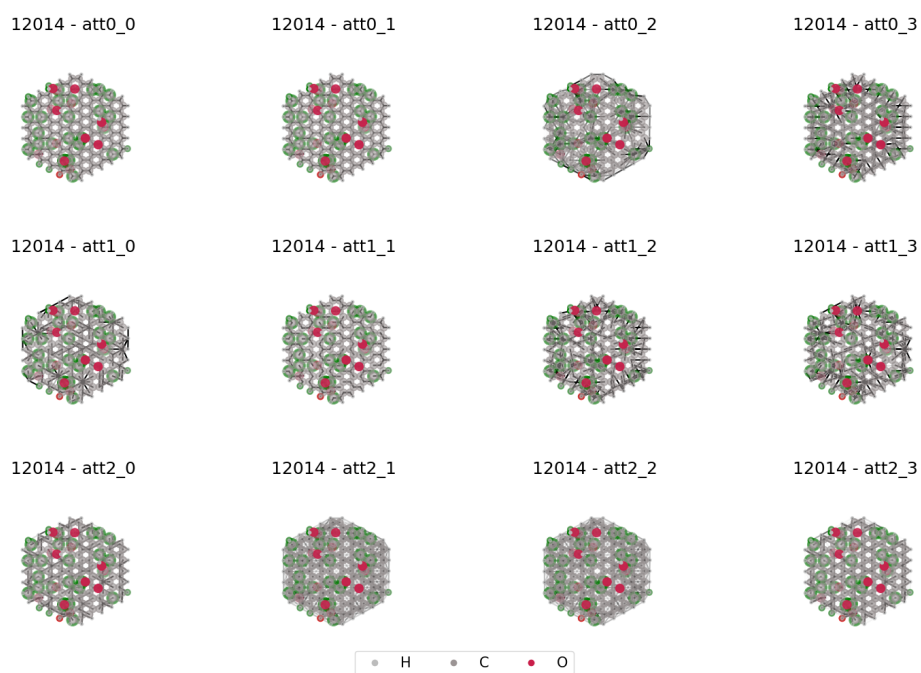 12014 - att0_0 12014 - att0_1 12014 - att0_2 12014 - att0_3
12014 - att1_0 12014 - att1_1 12014 - att1_2 12014 - att1_3
12014 - att2_0 12014 - att2_1 12014 - att2_2 12014 - att2_3
H C O